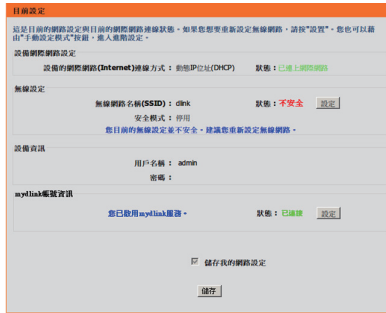 目前設定
這是目前的網路設定與目前的網際網路連線狀態。如果您想要重新設定無線網路，請按"設置"。您也可以藉
由"手動設定模式"按鈕，進入進階設定。
設備網際網路設定
設備的網際網路(Internet)連線方式： 動態IP位址(DHCP) 狀態：已連上網際網路
無線設定
無線網路名稱(SSID)： dlink 狀態：不安全 設定
安全模式： 停用
您目前的無線設定並不安全。建議您重新設定無線網路。
設備資訊
用戶名稱： admin
密碼：
mydlink帳號資訊
您已啟用mydlink服務。 狀態：已連接 設定
儲存我的網路設定
儲存